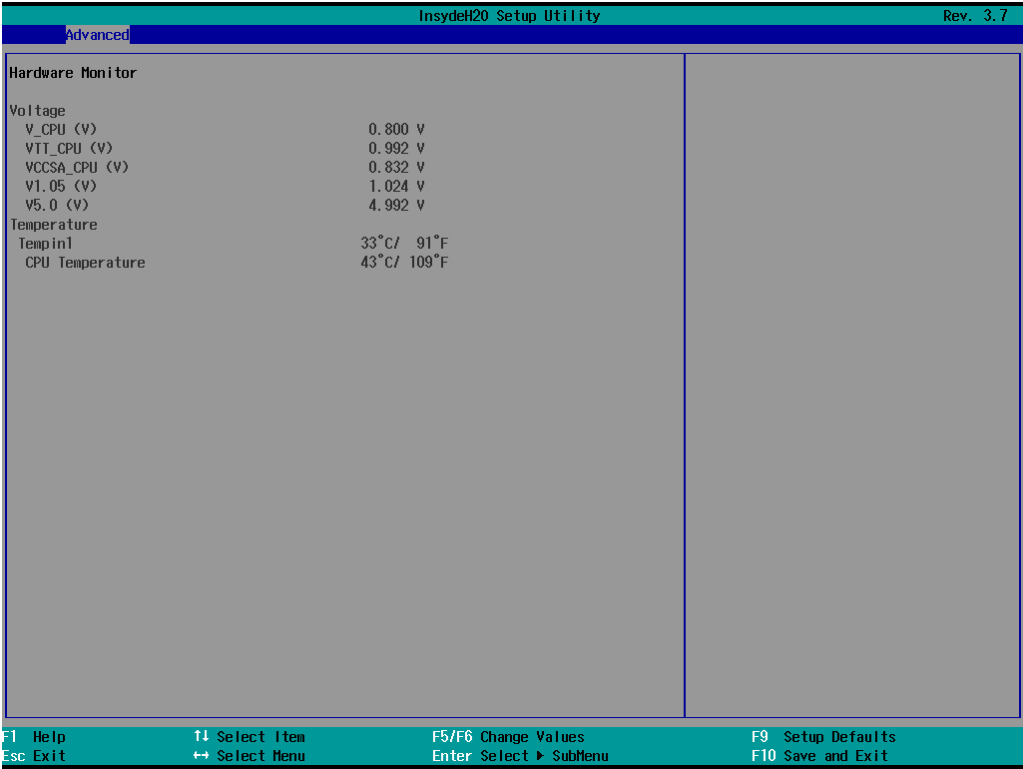 InsydeH20 Setup Utility Rev. 3.7
Advanced
Hardware Monitor
Voltage
V_CPU (V) 0.800 V
VTT_CPU (V) 0.992 V
VCCSA_CPU (V) 0.832 V
V1.05 (V) 1.024 V
V5.0 (V) 4.992 V
Temperature
Tempin1 33°C/ 91°F
CPU Temperature 43°C/ 109°F
F1 Help ↑↓ Select Item F5/F6 Change Values F9 Setup Defaults
Esc Exit ↔ Select Menu Enter Select ▶ SubMenu F10 Save and Exit